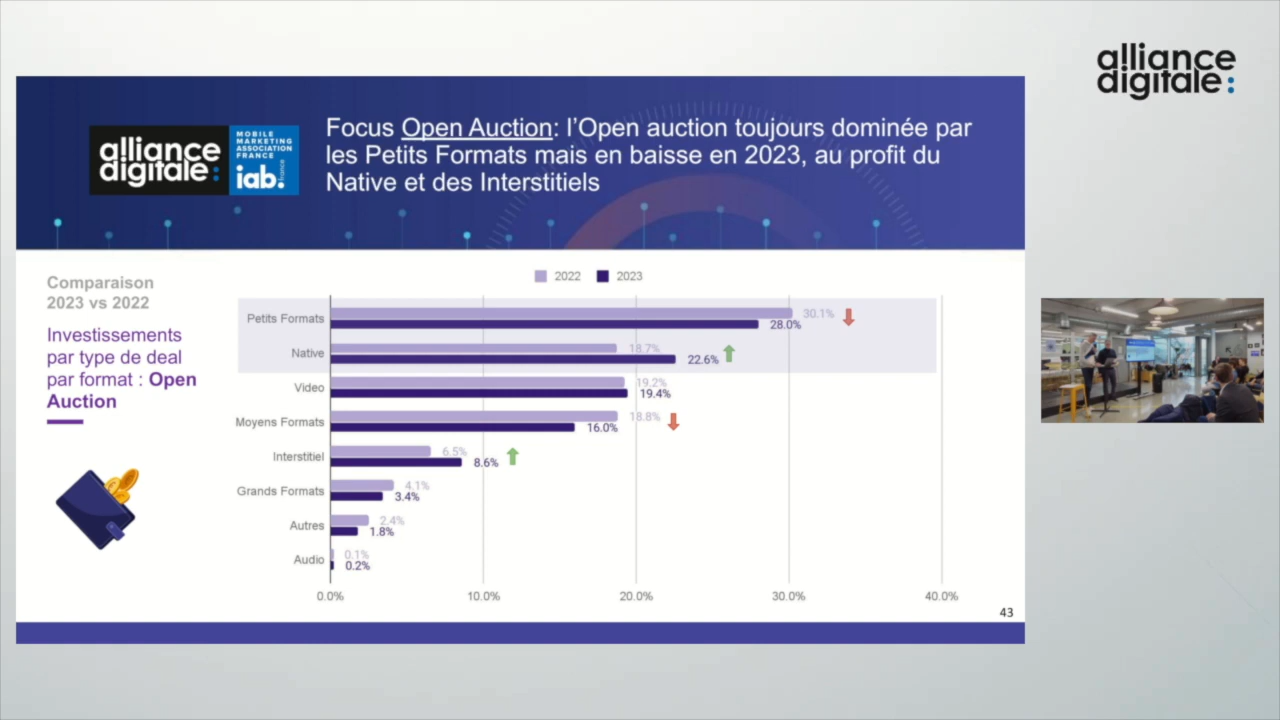 alliance
digitale:
alliance
digitale:
MOBILE
MARKETING
ASSOCIATION
FRANCE
iab.
france
Focus Open Auction: l’Open auction toujours dominée par
les Petits Formats mais en baisse en 2023, au profit du
Native et des Interstitiels
Comparaison
2023 vs 2022
Investissements
par type de deal
par format : Open
Auction
2022 2023
Petits Formats 30.1%
28.0%
Native 18.7%
22.6%
Video 19.2%
19.4%
Moyens Formats 18.8%
16.0%
Interstitiel 6.5%
8.6%
Grands Formats 4.1%
3.4%
Autres 2.4%
1.8%
Audio 0.1%
0.2%
0.0% 10.0% 20.0% 30.0% 40.0%
43